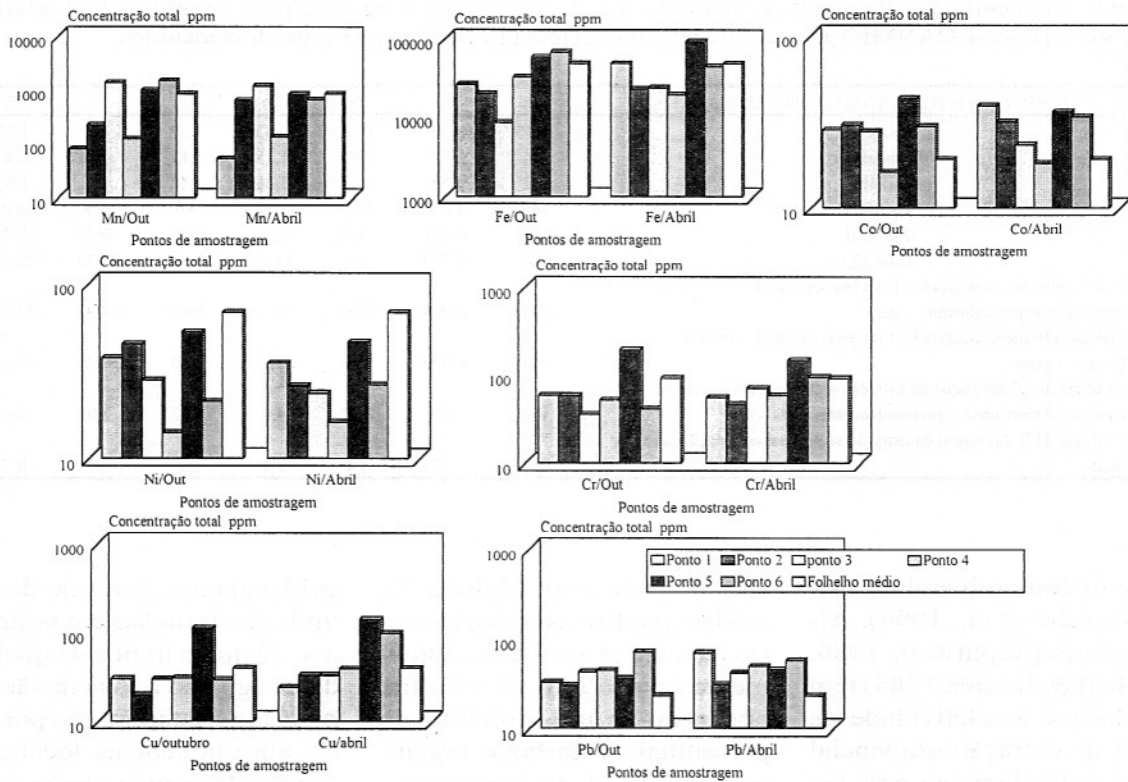 Concentração total ppm
10000
1000
100
10
Mn/Out Mn/Abril
Pontos de amostragem
Concentração total ppm
100000
10000
1000
Fe/Out Fe/Abril
Pontos de amostragem
Concentração total ppm
100
10
Co/Out Co/Abril
Pontos de amostragem
Concentração total ppm
100
10
Ni/Out Ni/Abril
Pontos de amostragem
Concentração total ppm
1000
100
10
Cr/Out Cr/Abril
Pontos de amostragem
Concentração total ppm
1000
100
10
Cu/outubro Cu/abril
Pontos de amostragem
Concentração total ppm
1000
100
10
Pb/Out Pb/Abril
Pontos de amostragem
Ponto 1 Ponto 2 ponto 3 Ponto 4
Ponto 5 Ponto 6 Folhelho médio